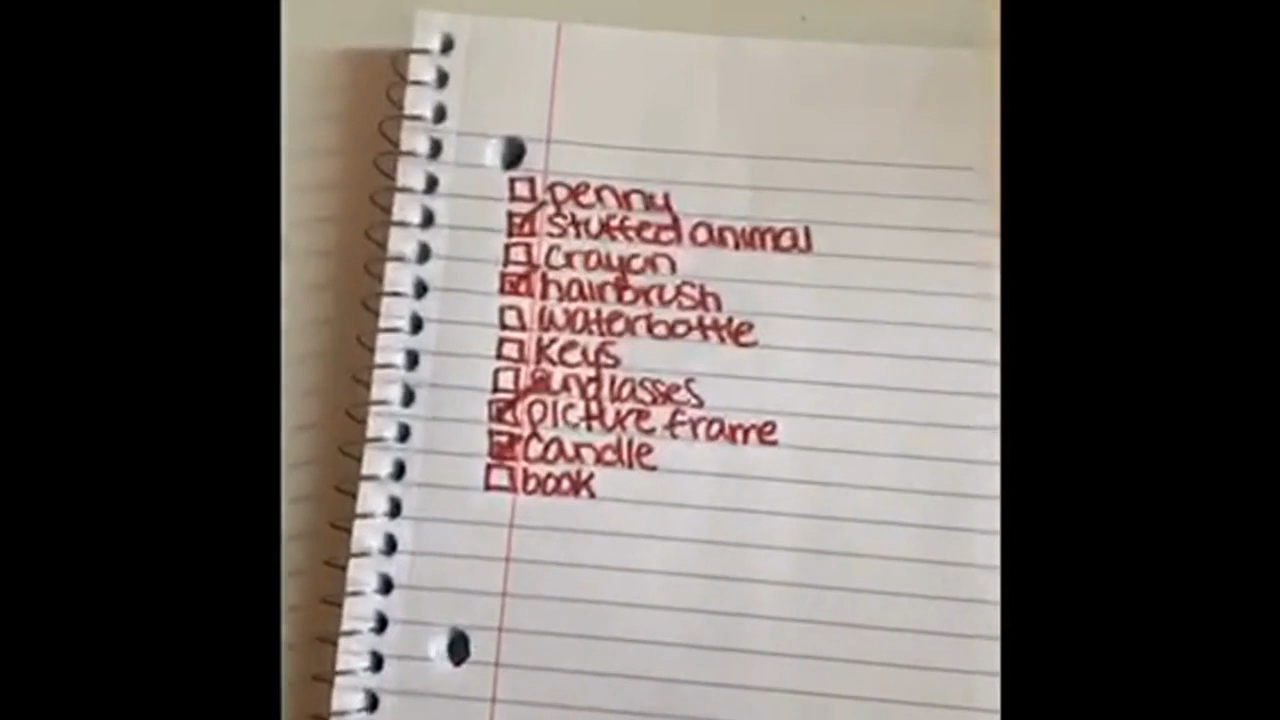 ☐ penny
☑ stuffed animal
☐ crayon
☑ hairbrush
☐ waterbottle
☐ keys
☐ sunglasses
☑ picture frame
☑ candle
☐ book